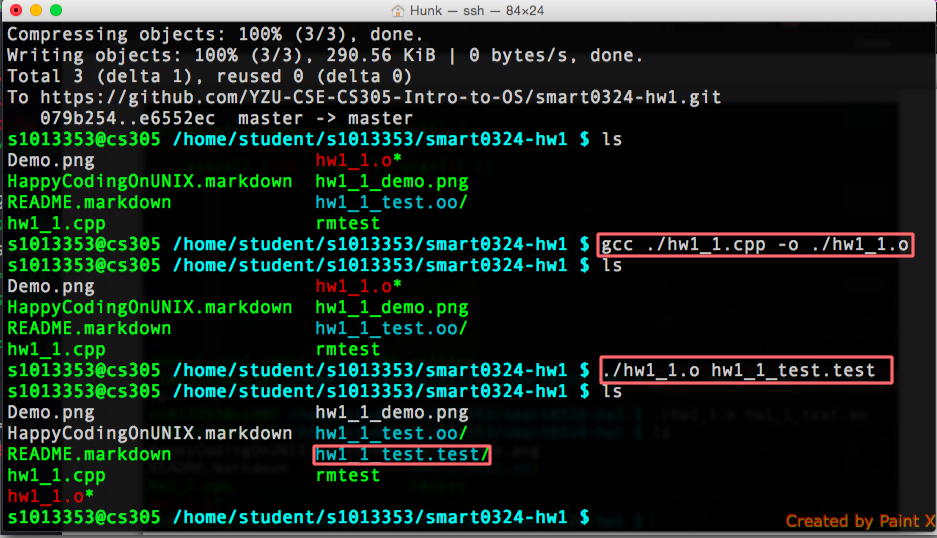 Hunk — ssh — 84×24
Compressing objects: 100% (3/3), done.
Writing objects: 100% (3/3), 290.56 KiB | 0 bytes/s, done.
Total 3 (delta 1), reused 0 (delta 0)
To https://github.com/YZU-CSE-CS305-Intro-to-OS/smart0324-hw1.git
   079b254..e6552ec  master -> master
s1013353@cs305 /home/student/s1013353/smart0324-hw1 $ ls
Demo.png                    hw1_1.o*
HappyCodingOnUNIX.markdown  hw1_1_demo.png
README.markdown             hw1_1_test.oo/
hw1_1.cpp                   rmtest
s1013353@cs305 /home/student/s1013353/smart0324-hw1 $ gcc ./hw1_1.cpp -o ./hw1_1.o
s1013353@cs305 /home/student/s1013353/smart0324-hw1 $ ls
Demo.png                    hw1_1.o*
HappyCodingOnUNIX.markdown  hw1_1_demo.png
README.markdown             hw1_1_test.oo/
hw1_1.cpp                   rmtest
s1013353@cs305 /home/student/s1013353/smart0324-hw1 $ ./hw1_1.o hw1_1_test.test
s1013353@cs305 /home/student/s1013353/smart0324-hw1 $ ls
Demo.png                    hw1_1_demo.png
HappyCodingOnUNIX.markdown  hw1_1_test.oo/
README.markdown             hw1_1_test.test/
hw1_1.cpp                   rmtest
hw1_1.o*
s1013353@cs305 /home/student/s1013353/smart0324-hw1 $
Created by Paint X